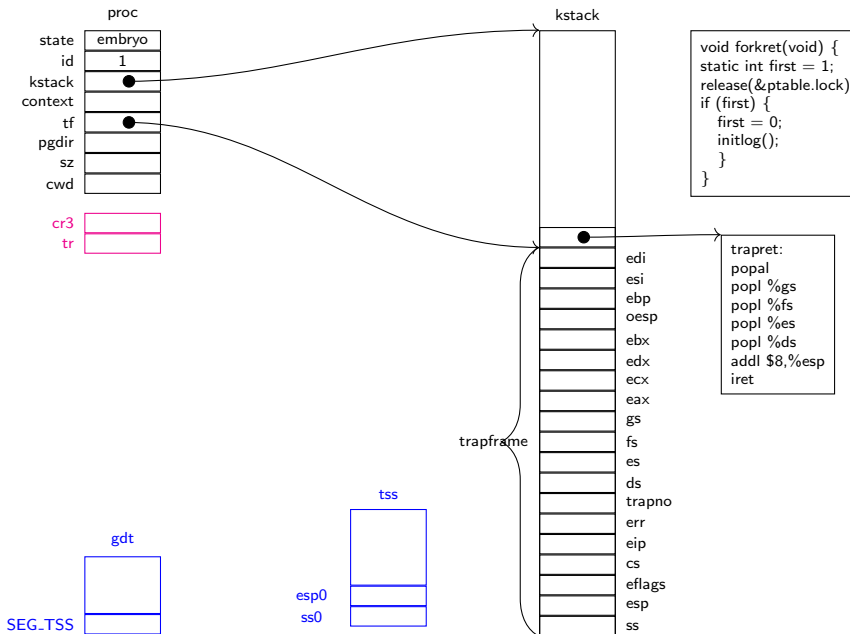 proc
state
embryo
id
1
kstack
context
tf
pgdir
sz
cwd
cr3
tr
kstack
void forkret(void) {
static int first = 1;
release(&ptable.lock)
if (first) {
first = 0;
initlog();
}
}
trapret:
popal
popl %gs
popl %fs
popl %es
popl %ds
addl $8,%esp
iret
trapframe
edi
esi
ebp
oesp
ebx
edx
ecx
eax
gs
fs
es
ds
trapno
err
eip
cs
eflags
esp
ss
gdt
SEG_TSS
tss
esp0
ss0